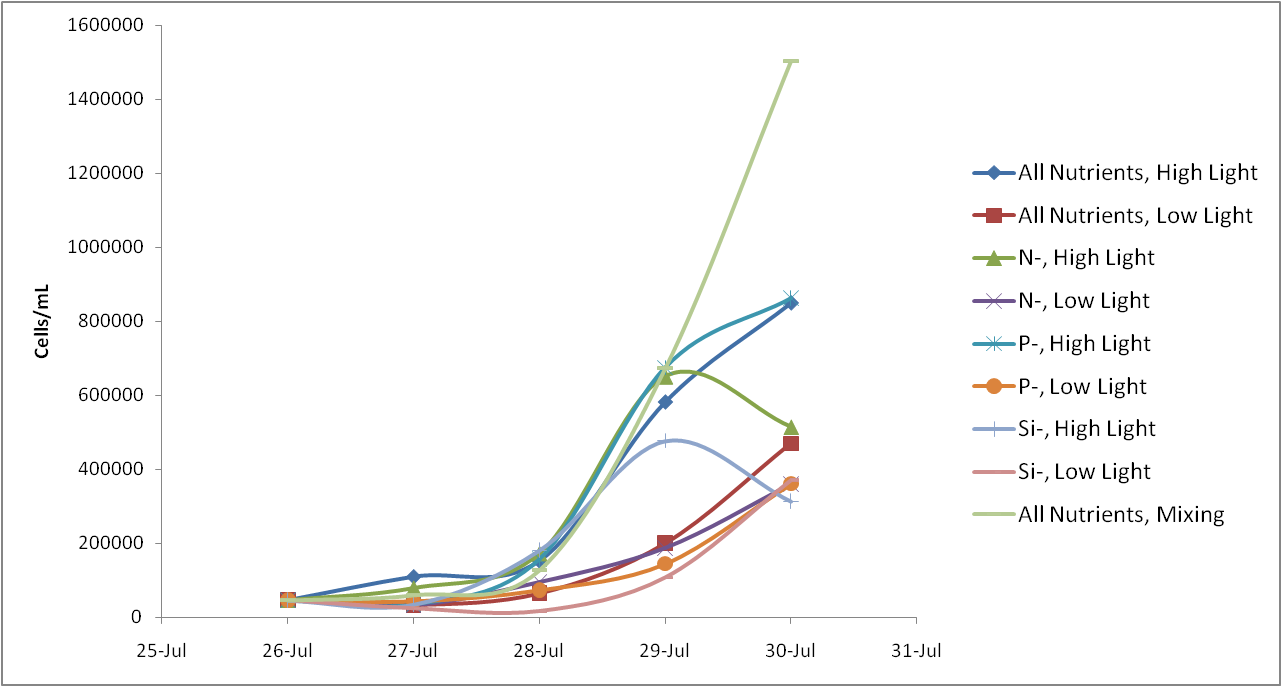 1600000
1400000
1200000
1000000
800000
600000
400000
200000
0
Cells/mL
25-Jul 26-Jul 27-Jul 28-Jul 29-Jul 30-Jul 31-Jul
All Nutrients, High Light
All Nutrients, Low Light
N-, High Light
N-, Low Light
P-, High Light
P-, Low Light
Si-, High Light
Si-, Low Light
All Nutrients, Mixing